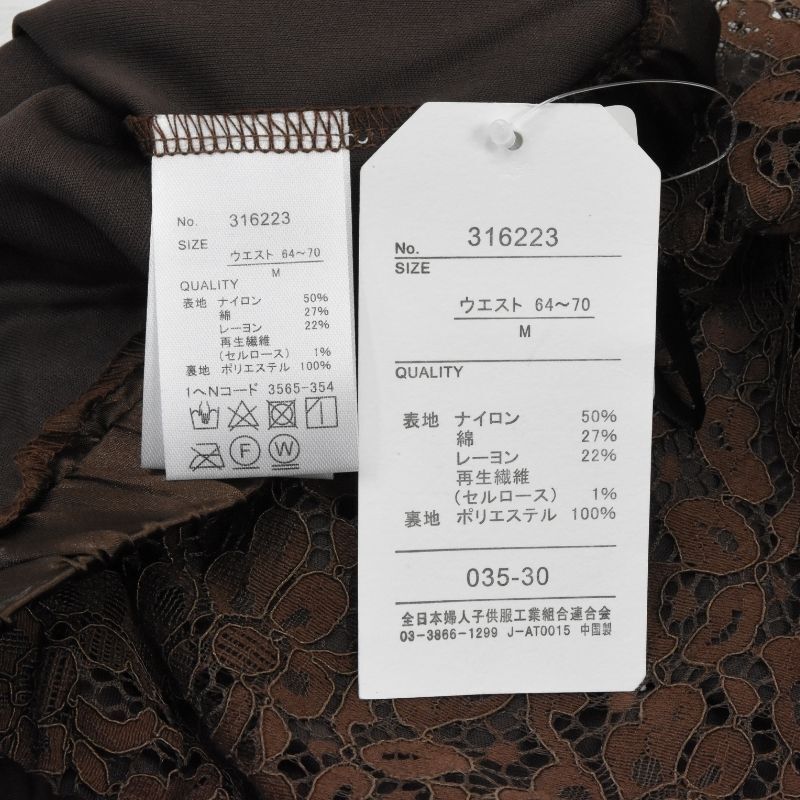 No. 316223
SIZE
ウエスト 64～70
M
QUALITY
表地 ナイロン 50%
綿 27%
レーヨン 22%
再生繊維
(セルロース) 1%
裏地 ポリエステル 100%
1へNコード 3565-354
F W
No. 316223
SIZE
ウエスト 64～70
M
QUALITY
表地 ナイロン 50%
綿 27%
レーヨン 22%
再生繊維
(セルロース) 1%
裏地 ポリエステル 100%
035-30
全日本婦人子供服工業組合連合会
03-3866-1299 J-AT0015 中国製